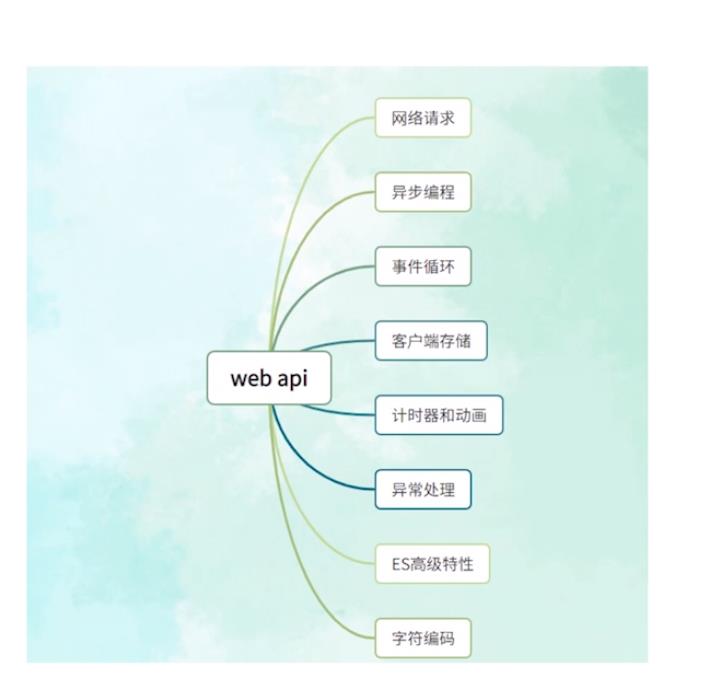 网络请求
异步编程
事件循环
客户端存储
web api
计时器和动画
异常处理
ES高级特性
字符编码